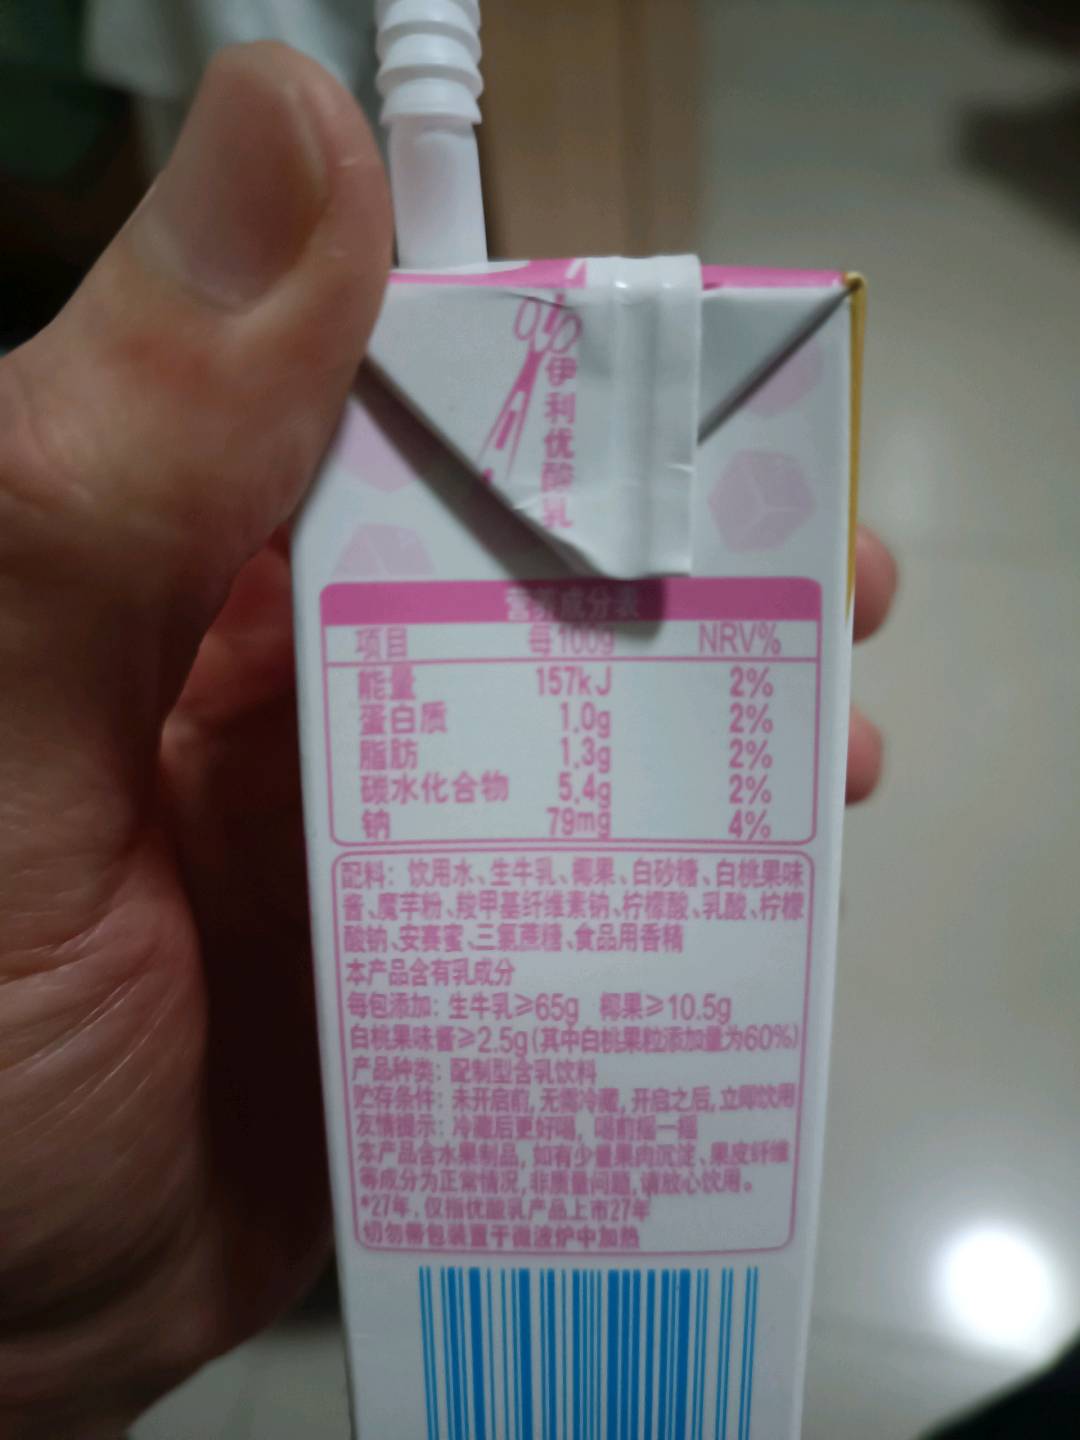 伊利优酸乳
营养成分表
项目 每100g NRV%
能量 157kJ 2%
蛋白质 1.0g 2%
脂肪 1.3g 2%
碳水化合物 5.4g 2%
钠 79mg 4%
配料：饮用水、生牛乳、椰果、白砂糖、白桃果味
酱、魔芋粉、羧甲基纤维素钠、柠檬酸、乳酸、柠檬
酸钠、安赛蜜、三氯蔗糖、食品用香精
本产品含有乳成分
每包添加：生牛乳≥65g 椰果≥10.5g
白桃果味酱≥2.5g(其中白桃果粒添加量为60%)
产品种类：配制型含乳饮料
贮存条件：未开启前,无需冷藏,开启之后,立即饮用
友情提示：冷藏后更好喝，喝前摇一摇
本产品含水果制品，如有少量果肉沉淀、果皮纤维
等成分为正常情况,非质量问题,请放心饮用。
*27年,仅指优酸乳产品上市27年
切勿带包装置于微波炉中加热